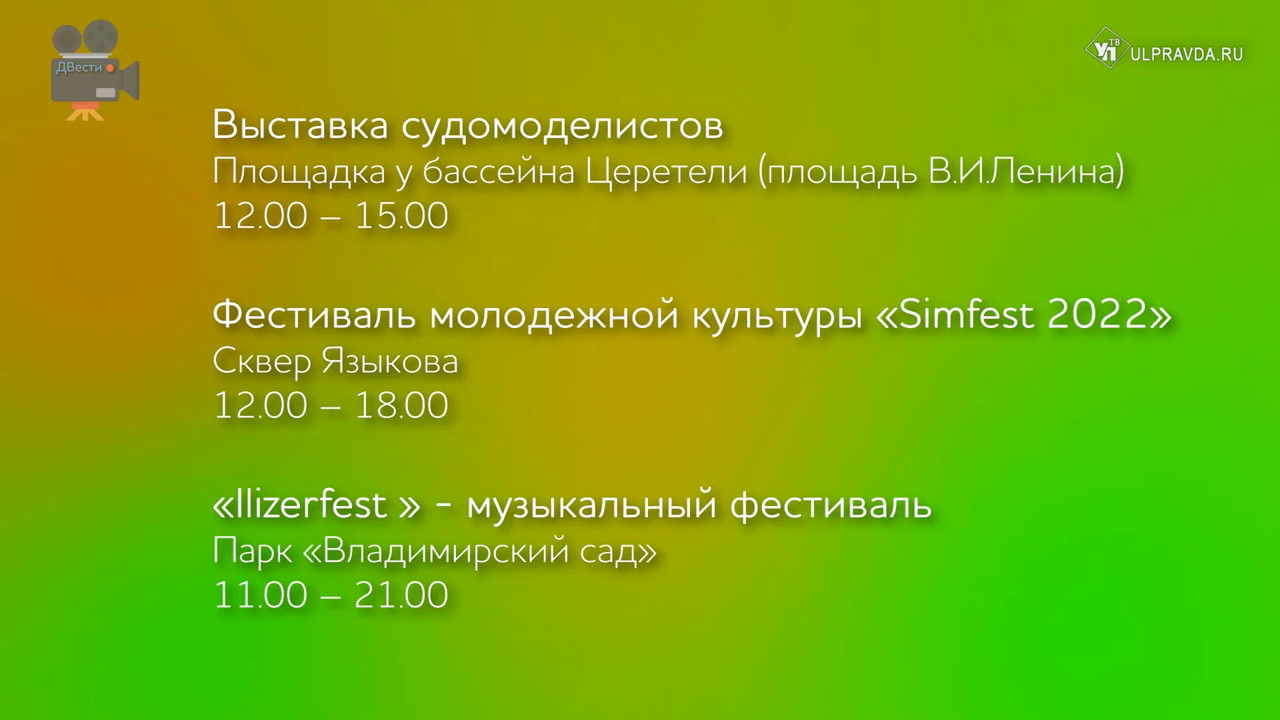 ДВести
УП ТВ ULPRAVDA.RU
Выставка судомоделистов
Площадка у бассейна Церетели (площадь В.И.Ленина)
12.00 – 15.00
Фестиваль молодежной культуры «Simfest 2022»
Сквер Языкова
12.00 – 18.00
«Ilizerfest » - музыкальный фестиваль
Парк «Владимирский сад»
11.00 – 21.00